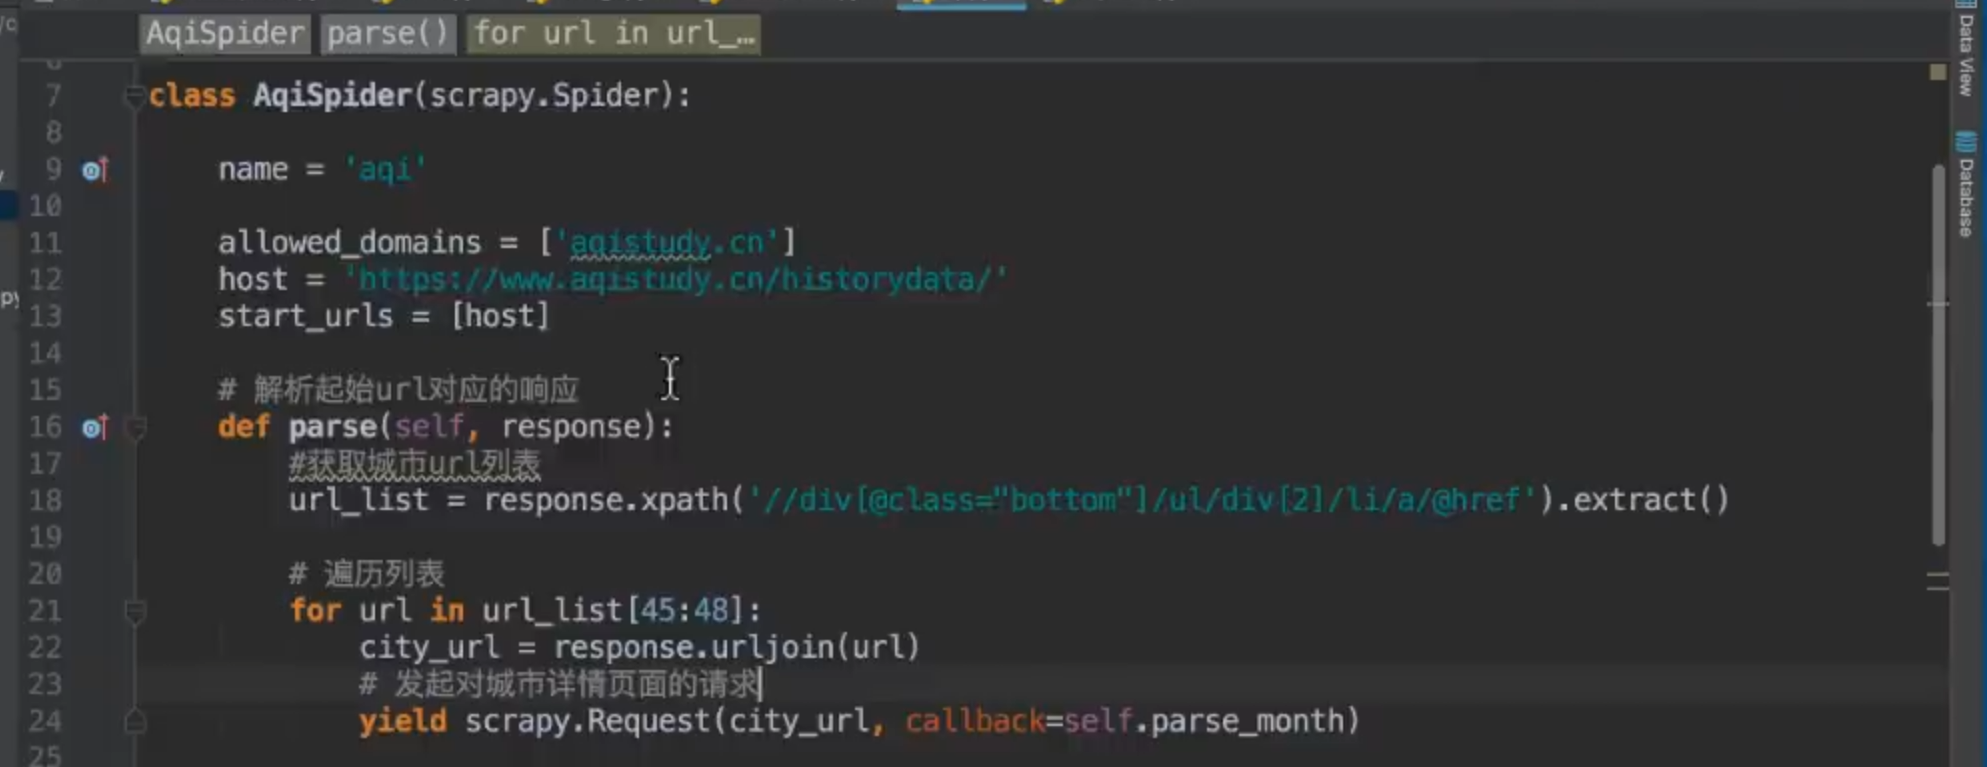 AqiSpider parse() for url in url_…
7 class AqiSpider(scrapy.Spider):
8
9 name = 'aqi'
10
11 allowed_domains = ['aqistudy.cn']
12 host = 'https://www.aqistudy.cn/historydata/'
13 start_urls = [host]
14
15 # 解析起始url对应的响应
16 def parse(self, response):
17 #获取城市url列表
18 url_list = response.xpath('//div[@class="bottom"]/ul/div[2]/li/a/@href').extract()
19
20 # 遍历列表
21 for url in url_list[45:48]:
22 city_url = response.urljoin(url)
23 # 发起对城市详情页面的请求
24 yield scrapy.Request(city_url, callback=self.parse_month)
25
Data View
Database